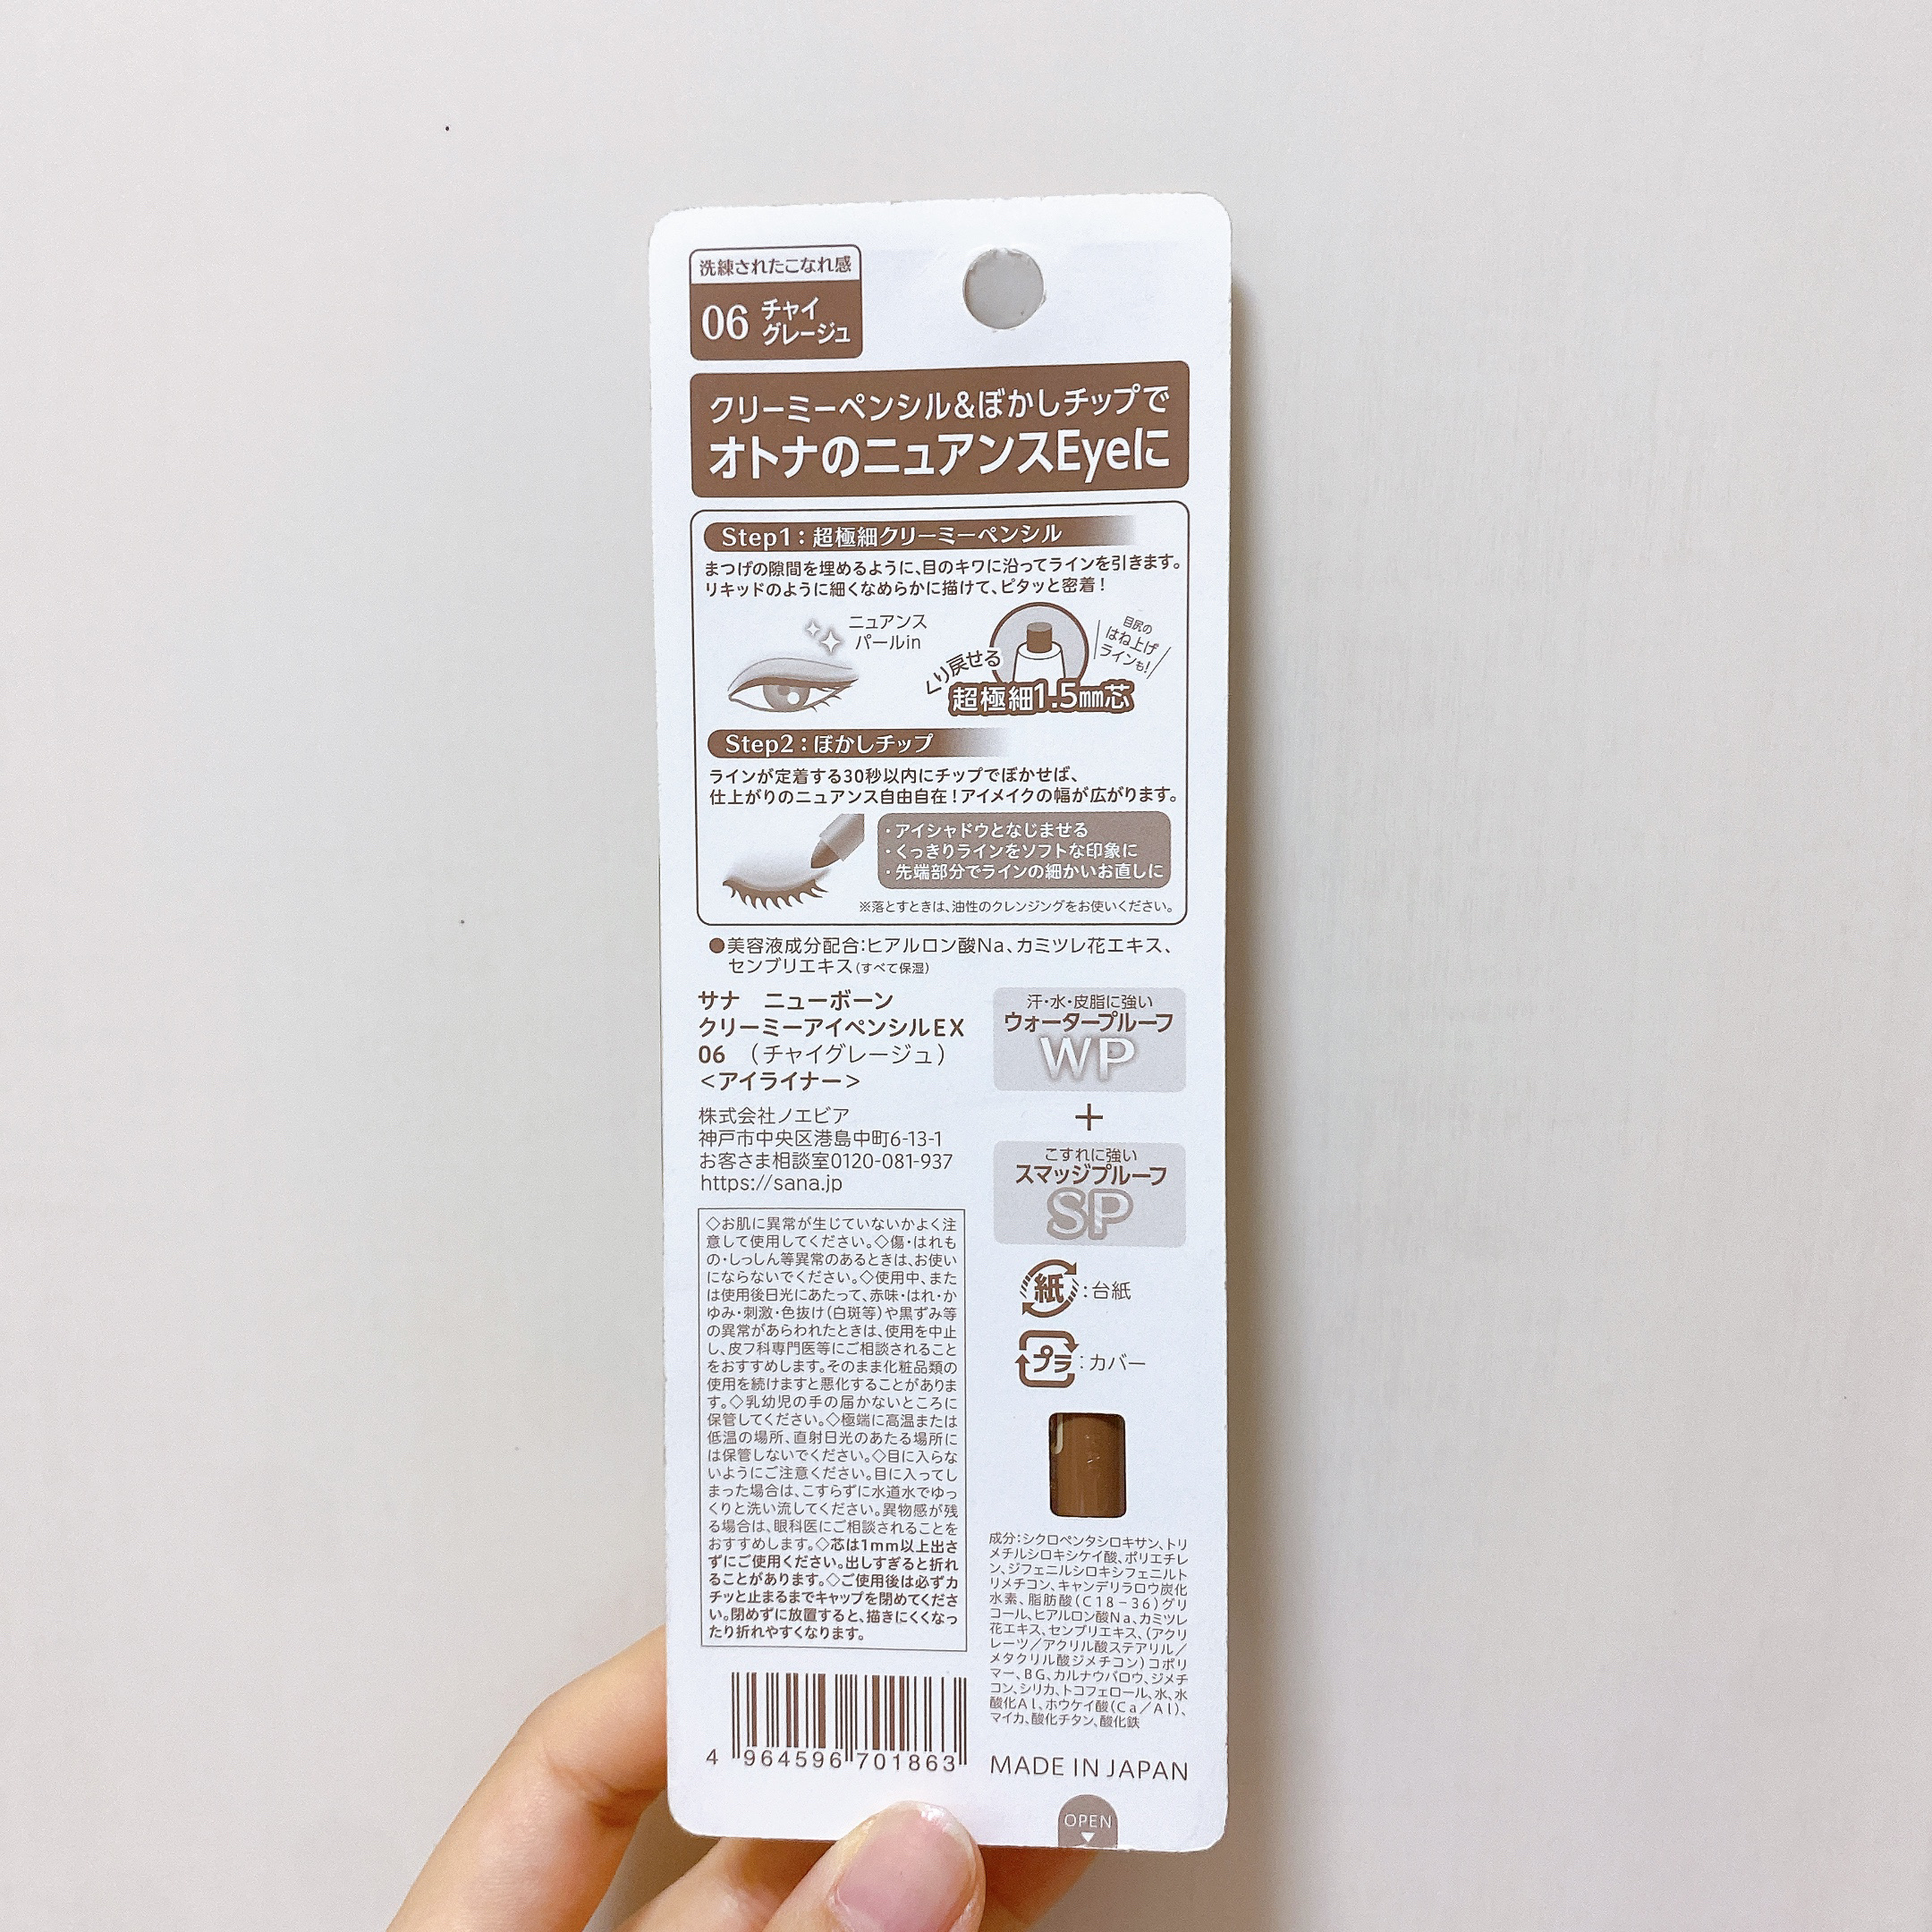 洗練されたこなれ感
06 チャイ
グレージュ
クリーミーペンシル&ぼかしチップで
オトナのニュアンスEyeに
Step1:超極細クリーミーペンシル
まつげの隙間を埋めるように、目のキワに沿ってラインを引きます。
リキッドのように細くなめらかに描けて、ピタッと密着!
ニュアンス
パールin
くり戻せる
超極細1.5mm芯
目尻の
はね上げ
ラインも!
Step2:ぼかしチップ
ラインが定着する30秒以内にチップでぼかせば、
仕上がりのニュアンス自由自在!アイメイクの幅が広がります。
・アイシャドウとなじませる
・くっきりラインをソフトな印象に
・先端部分でラインの細かいお直しに
※落とすときは、油性のクレンジングをお使いください。
●美容液成分配合:ヒアルロン酸Na、カミツレ花エキス、
センブリエキス(すべて保湿)
サナ ニューボーン
クリーミーアイペンシルEX
06 (チャイグレージュ)
<アイライナー>
株式会社ノエビア
神戸市中央区港島中町6-13-1
お客さま相談室0120-081-937
https://sana.jp
◇お肌に異常が生じていないかよく注
意して使用してください。◇傷・はれも
の・しっしん等異常のあるときは、お使い
にならないでください。◇使用中、また
は使用後日光にあたって、赤味・はれ・か
ゆみ・刺激・色抜け(白斑等)や黒ずみ等
の異常があらわれたときは、使用を中止
し、皮フ科専門医等にご相談されること
をおすすめします。そのまま化粧品類の
使用を続けますと悪化することがありま
す。◇乳幼児の手の届かないところに
保管してください。◇極端に高温または
低温の場所、直射日光のあたる場所に
は保管しないでください。◇目に入らな
いようにご注意ください。目に入ってし
まった場合は、こすらずに水道水でゆっ
くりと洗い流してください。異物感が残
る場合は、眼科医にご相談されることを
おすすめします。◇芯は1mm以上出さ
ずにご使用ください。出しすぎると折れ
ることがあります。◇ご使用後は必ずカ
チッと止まるまでキャップを閉めてくださ
い。閉めずに放置すると、描きにくくなっ
たり折れやすくなります。
4 964596 701863
汗・水・皮脂に強い
ウォータープルーフ
WP
+
こすれに強い
スマッジプルーフ
SP
紙:台紙
プラ:カバー
成分:シクロペンタシロキサン、トリ
メチルシロキシケイ酸、ポリエチレ
ン、ジフェニルシロキシフェニルト
リメチコン、キャンデリラロウ炭化
水素、脂肪酸(C18-36)グリ
コール、ヒアルロン酸Na、カミツレ
花エキス、センブリエキス、(アクリ
レーツ/アクリル酸ステアリル/
メタクリル酸ジメチコン)コポリ
マー、BG、カルナウバロウ、ジメチ
コン、シリカ、トコフェロール、水、水
酸化Al、ホウケイ酸(Ca/Al)、
マイカ、酸化チタン、酸化鉄
MADE IN JAPAN
OPEN